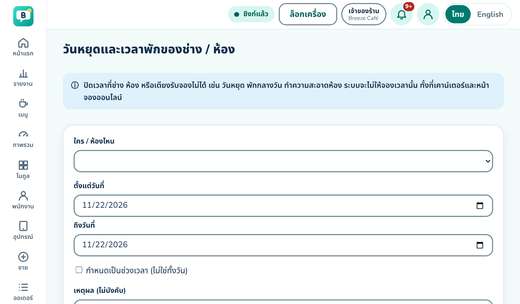 B
ซิงก์แล้ว
ล็อกเครื่อง
เจ้าของร้าน
Breeze Café
9+
ไทย
English
หน้าแรก
รายงาน
เมนู
ภาพรวม
โมดูล
พนักงาน
อุปกรณ์
ขาย
ออเดอร์
วันหยุดและเวลาพักของช่าง / ห้อง
ปิดเวลาที่ช่าง ห้อง หรือเตียงรับจองไม่ได้ เช่น วันหยุด พักกลางวัน ทำความสะอาดห้อง ระบบจะไม่ให้จองเวลานั้น ทั้งที่เคาน์เตอร์และหน้า
จองออนไลน์
ใคร / ห้องไหน
ตั้งแต่วันที่
11/22/2026
ถึงวันที่
11/22/2026
กำหนดเป็นช่วงเวลา (ไม่ใช่ทั้งวัน)
เหตุผล (ไม่บังคับ)